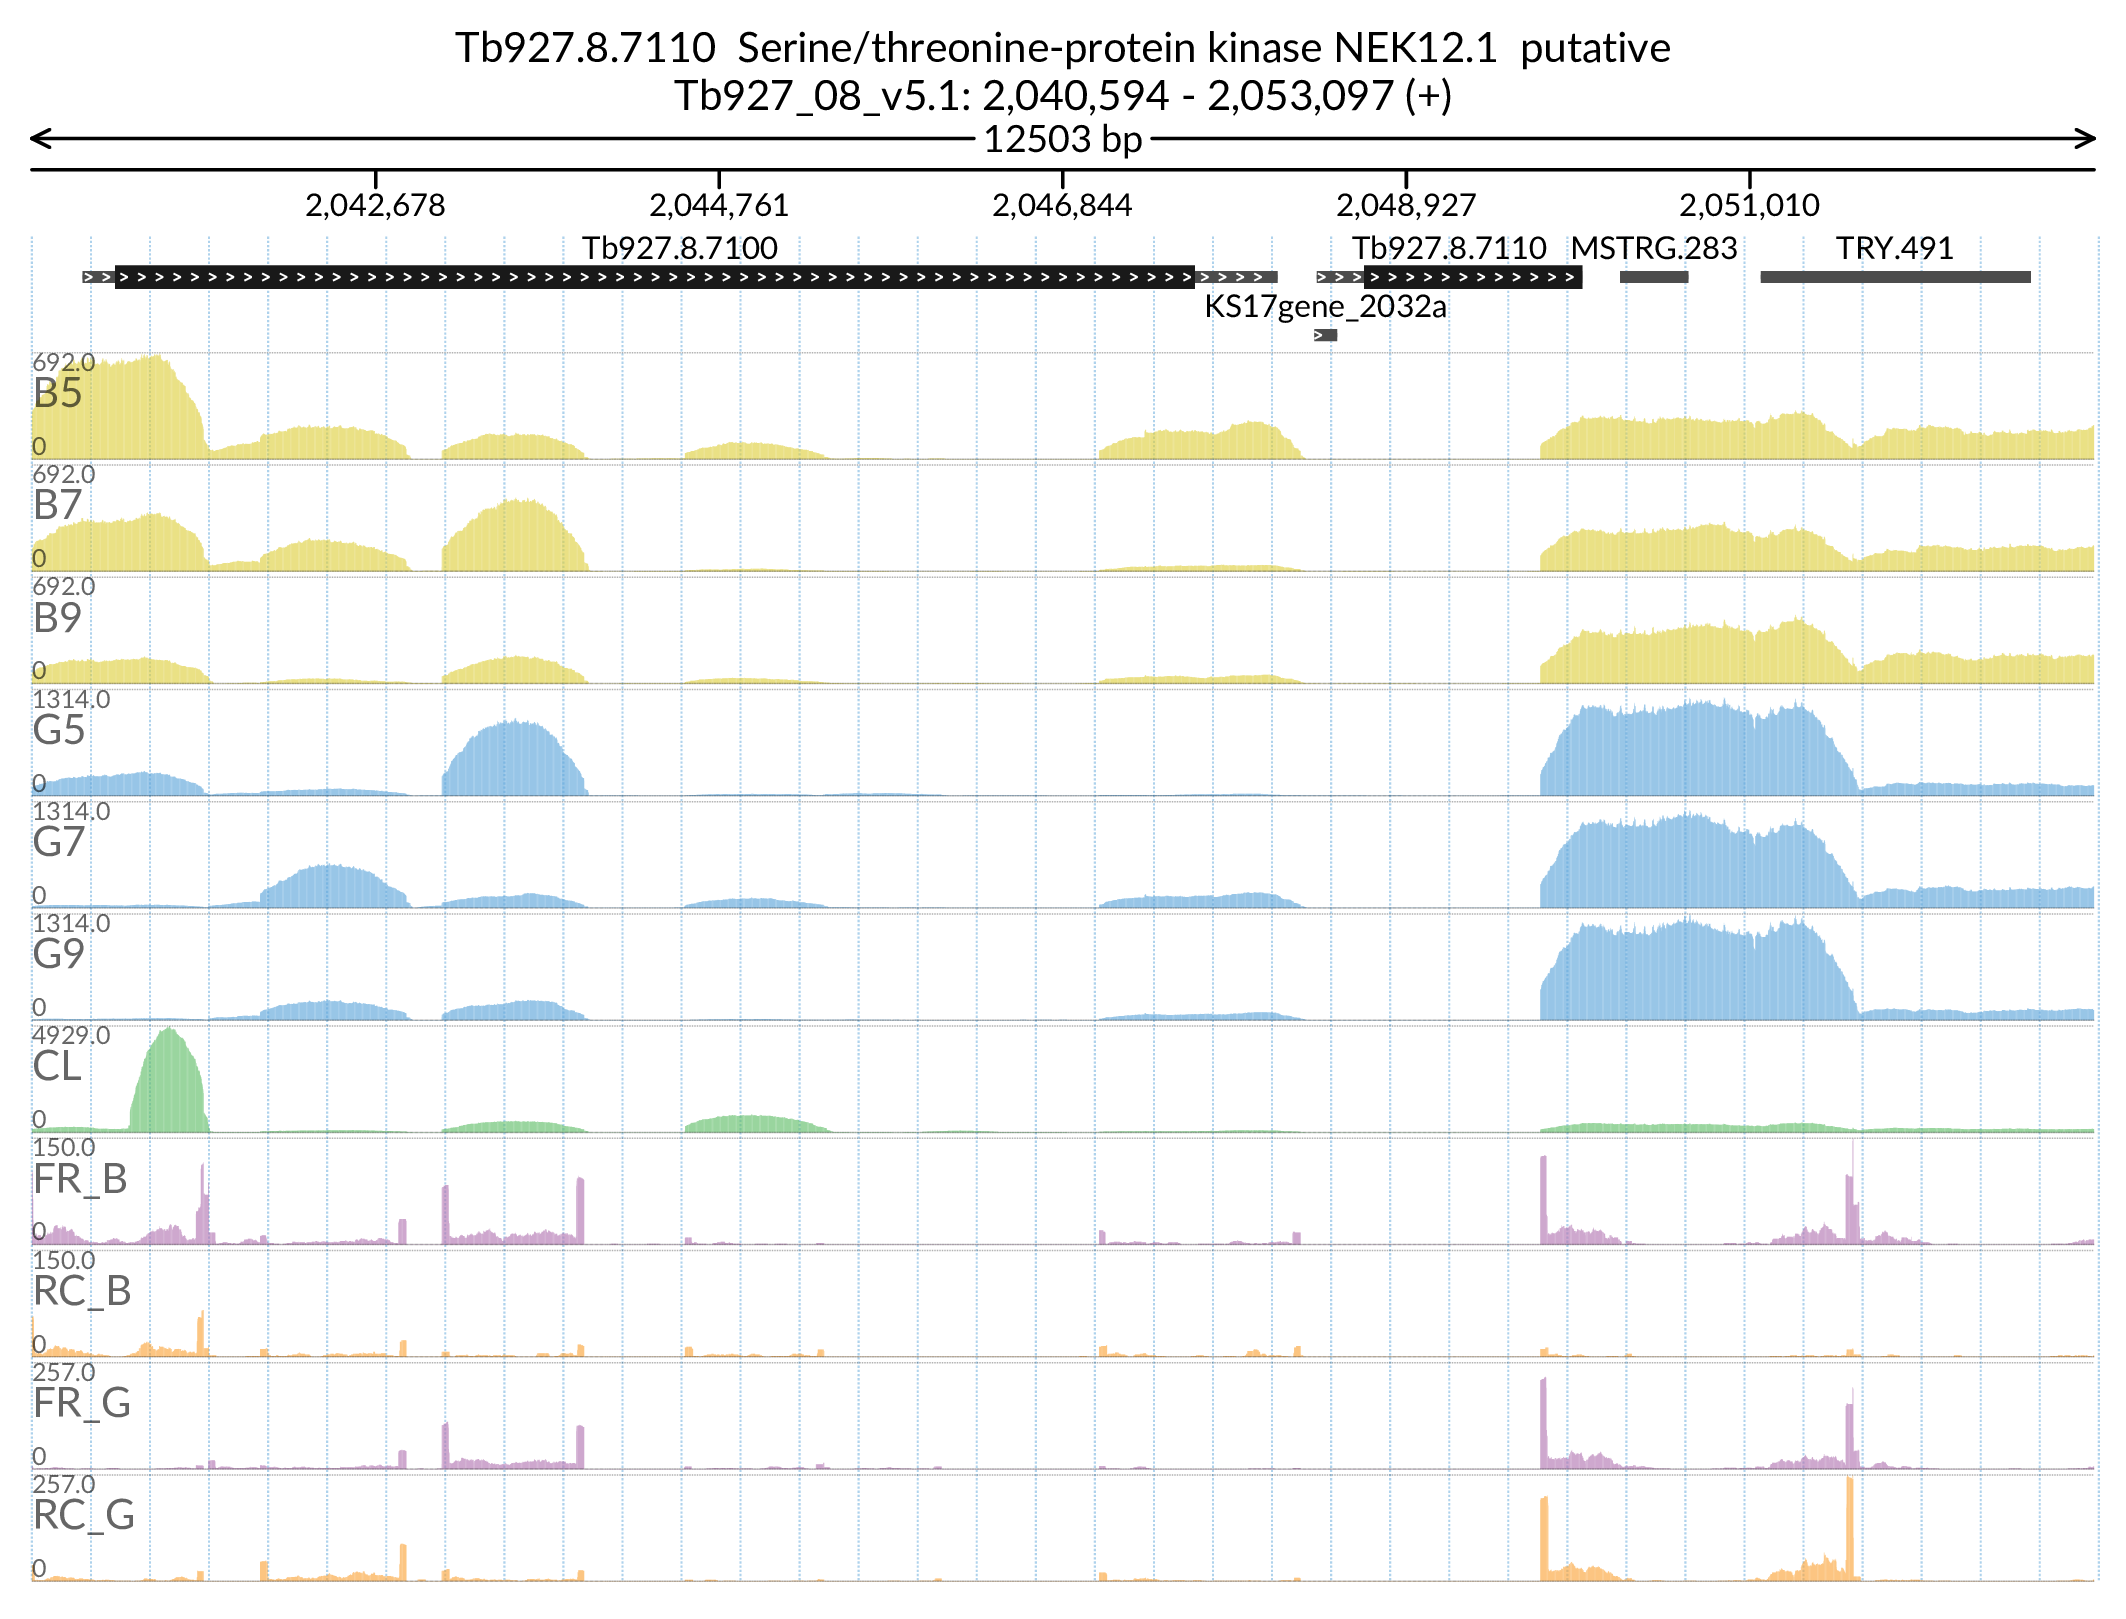 Tb927.8.7110 Serine/threonine-protein kinase NEK12.1 putative
Tb927_08_v5.1: 2,040,594 - 2,053,097 (+)
12503 bp
2,042,678 2,044,761 2,046,844 2,048,927 2,051,010
Tb927.8.7100 Tb927.8.7110 MSTRG.283 TRY.491
KS17gene_2032a
692.0
B5
0
692.0
B7
0
692.0
B9
0
1314.0
G5
0
1314.0
G7
0
1314.0
G9
0
4929.0
CL
0
150.0
FR_B
0
150.0
RC_B
0
257.0
FR_G
0
257.0
RC_G
0